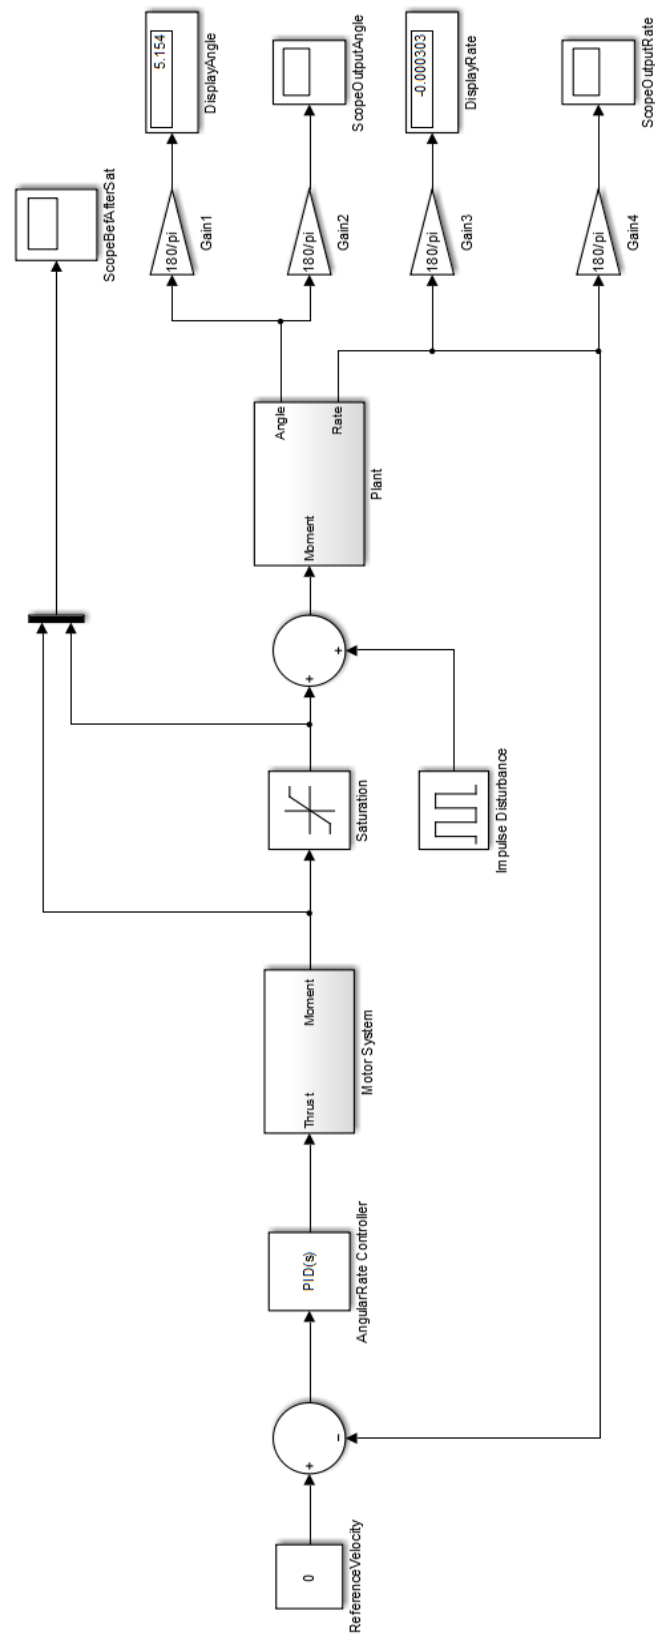 0
ReferenceVelocity
+
-
PID(s)
AngularRate Controller
Thrust
Moment
Motor System
Saturation
Impulse Disturbance
+
+
Moment
Angle
Rate
Plant
ScopeBefAfterSat
180/pi
Gain1
5.154
DisplayAngle
180/pi
Gain2
ScopeOutputAngle
180/pi
Gain3
-0.000303
DisplayRate
180/pi
Gain4
ScopeOutputRate